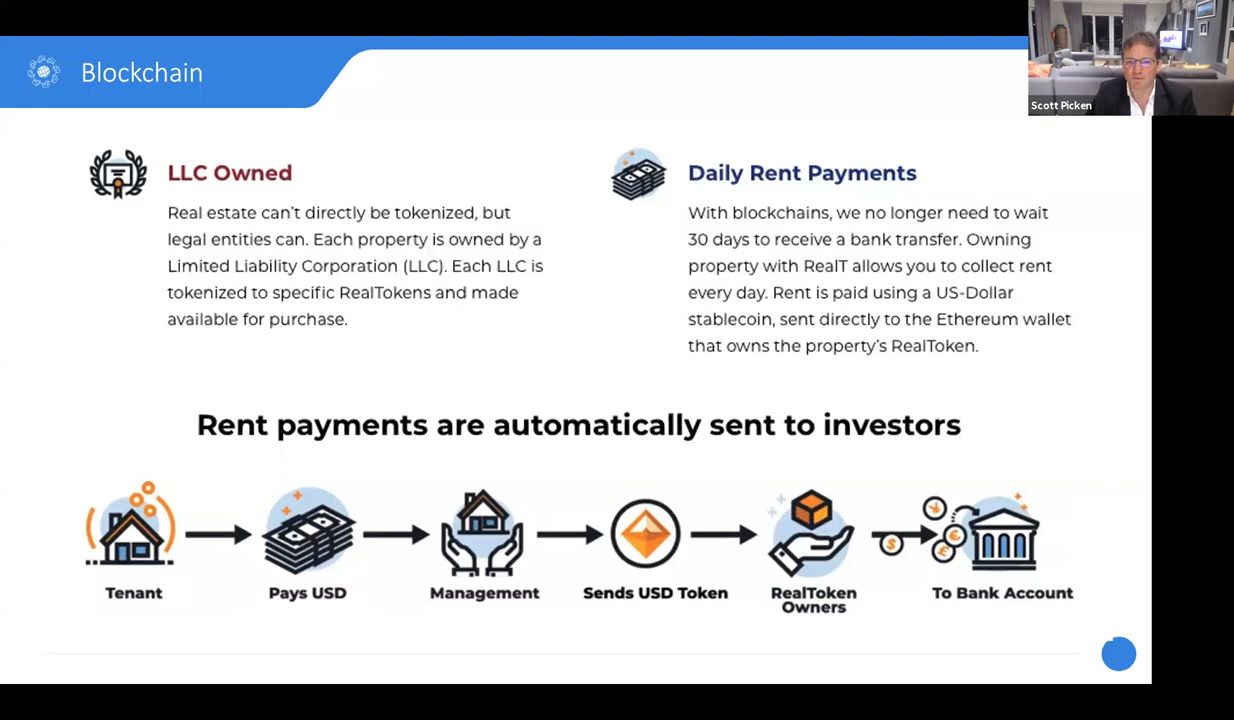 Blockchain
Scott Picken
LLC Owned
Real estate can't directly be tokenized, but
legal entities can. Each property is owned by a
Limited Liability Corporation (LLC). Each LLC is
tokenized to specific RealTokens and made
available for purchase.
Daily Rent Payments
With blockchains, we no longer need to wait
30 days to receive a bank transfer. Owning
property with RealT allows you to collect rent
every day. Rent is paid using a US-Dollar
stablecoin, sent directly to the Ethereum wallet
that owns the property's RealToken.
Rent payments are automatically sent to investors
Tenant
Pays USD
Management
Sends USD Token
RealToken
Owners
To Bank Account